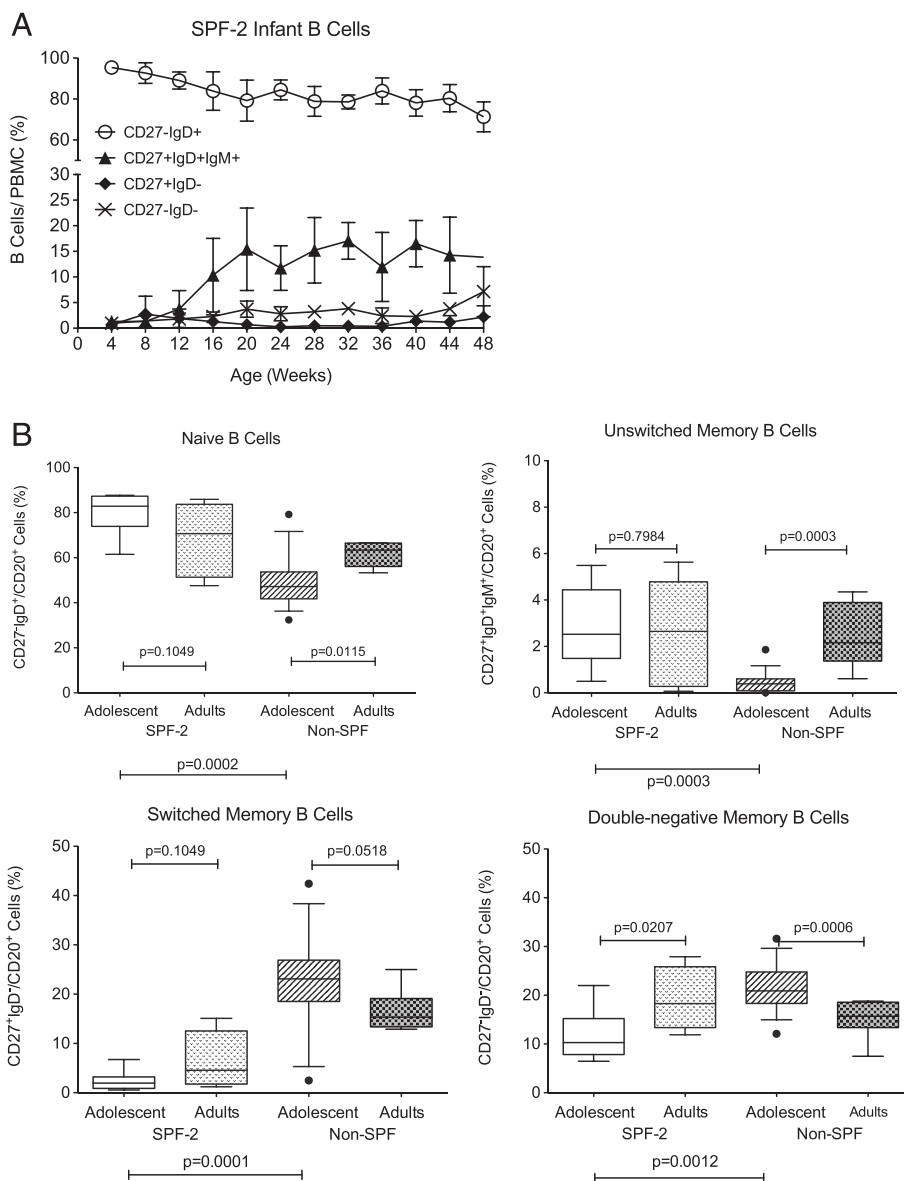 A
SPF-2 Infant B Cells
B Cells/ PBMC (%)
100
80
60
30
25
20
15
10
5
0
CD27-IgD+
CD27+IgD+IgM+
CD27+IgD-
CD27-IgD-
0 4 8 12 16 20 24 28 32 36 40 44 48
Age (Weeks)
B
Naive B Cells
CD27⁻IgD⁺/CD20⁺ Cells (%)
100
80
60
40
20
0
p=0.1049
p=0.0115
Adolescent Adults Adolescent Adults
SPF-2 Non-SPF
p=0.0002
Unswitched Memory B Cells
CD27⁺IgD⁺IgM⁺/CD20⁺ Cells (%)
10
8
6
4
2
0
p=0.7984
p=0.0003
Adolescent Adults Adolescent Adults
SPF-2 Non-SPF
p=0.0003
Switched Memory B Cells
CD27⁺IgD⁻/CD20⁺ Cells (%)
50
40
30
20
10
0
p=0.1049
p=0.0518
Adolescent Adults Adolescent Adults
SPF-2 Non-SPF
p=0.0001
Double-negative Memory B Cells
CD27⁻IgD⁻/CD20⁺ Cells (%)
50
40
30
20
10
0
p=0.0207
p=0.0006
Adolescent Adults Adolescent Adults
SPF-2 Non-SPF
p=0.0012